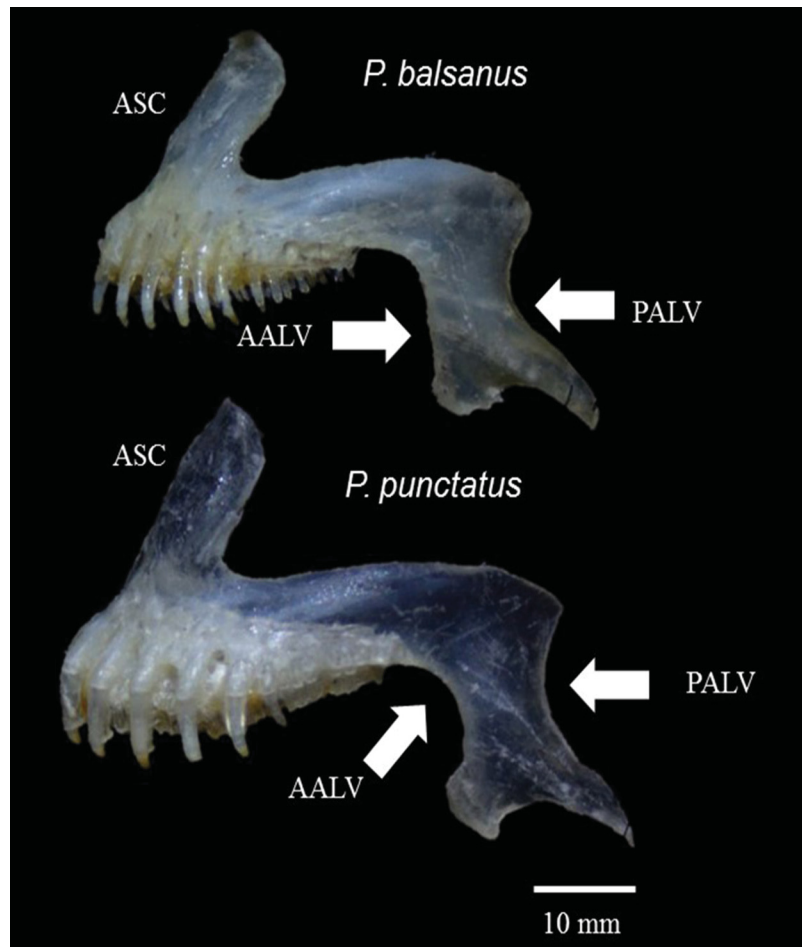 P. balsanus
ASC
PALV
AALV
ASC
P. punctatus
PALV
AALV
10 mm